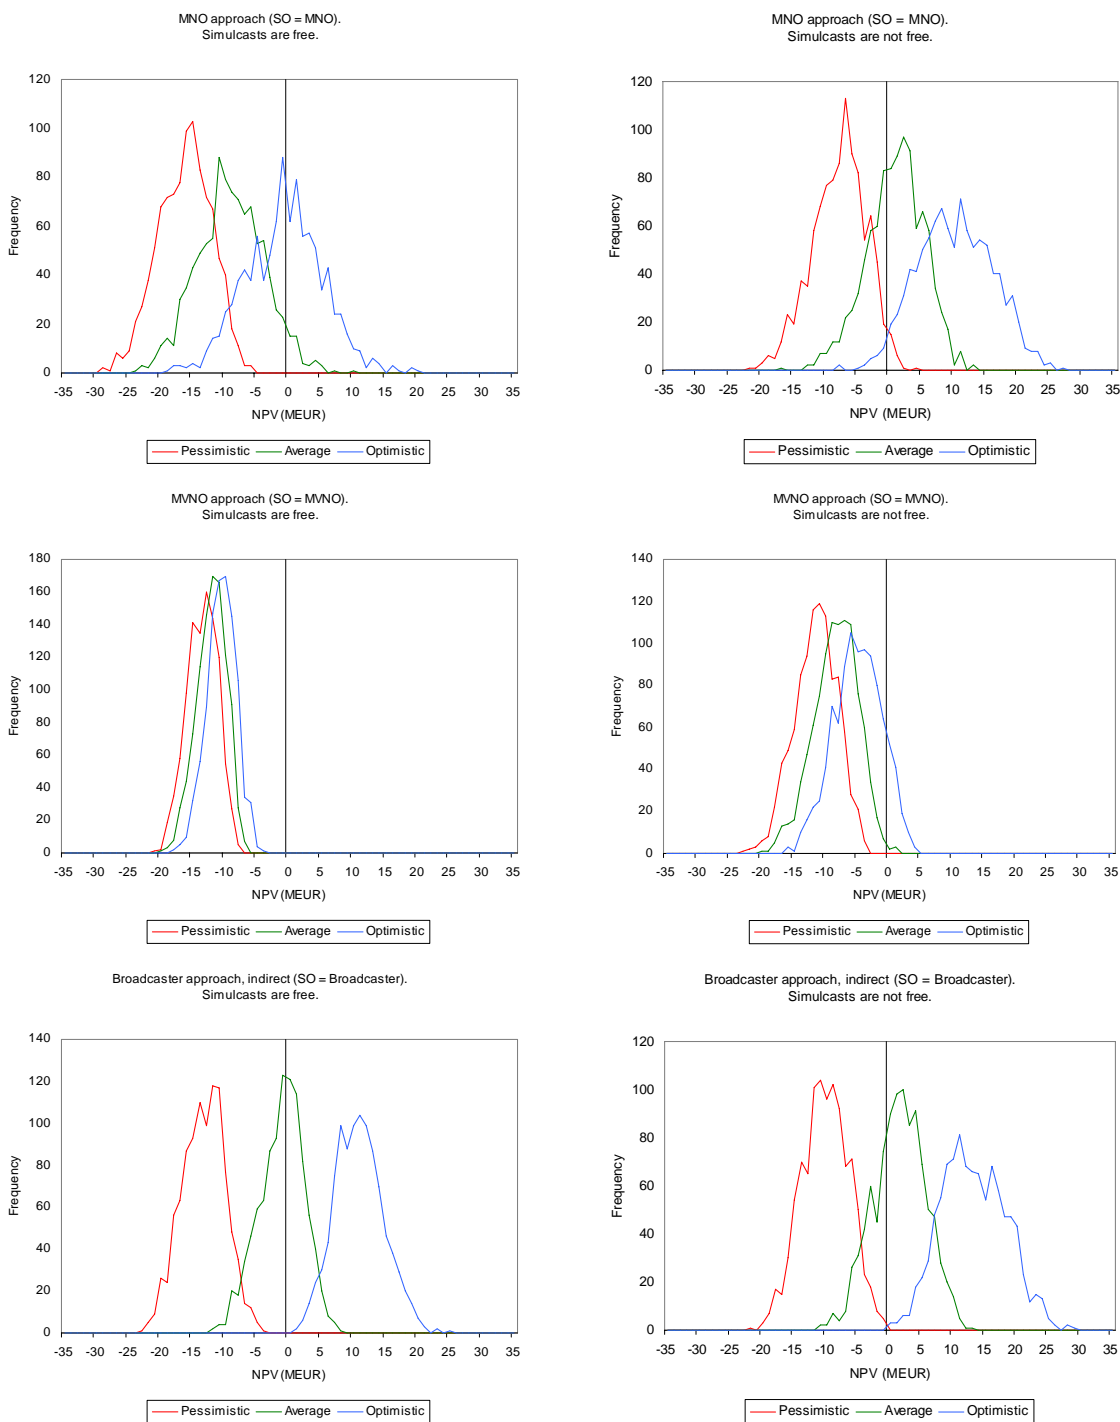 MNO approach (SO = MNO).
Simulcasts are free.
120
100
80
60
40
20
0
Frequency
-35 -30 -25 -20 -15 -10 -5 0 5 10 15 20 25 30 35
NPV (MEUR)
Pessimistic Average Optimistic
MNO approach (SO = MNO).
Simulcasts are not free.
120
100
80
60
40
20
0
Frequency
-35 -30 -25 -20 -15 -10 -5 0 5 10 15 20 25 30 35
NPV (MEUR)
Pessimistic Average Optimistic
MVNO approach (SO = MVNO).
Simulcasts are free.
180
160
140
120
100
80
60
40
20
0
Frequency
-35 -30 -25 -20 -15 -10 -5 0 5 10 15 20 25 30 35
NPV (MEUR)
Pessimistic Average Optimistic
MVNO approach (SO = MVNO).
Simulcasts are not free.
140
120
100
80
60
40
20
0
Frequency
-35 -30 -25 -20 -15 -10 -5 0 5 10 15 20 25 30 35
NPV (MEUR)
Pessimistic Average Optimistic
Broadcaster approach, indirect (SO = Broadcaster).
Simulcasts are free.
140
120
100
80
60
40
20
0
Frequency
-35 -30 -25 -20 -15 -10 -5 0 5 10 15 20 25 30 35
NPV (MEUR)
Pessimistic Average Optimistic
Broadcaster approach, indirect (SO = Broadcaster).
Simulcasts are not free.
120
100
80
60
40
20
0
Frequency
-35 -30 -25 -20 -15 -10 -5 0 5 10 15 20 25 30 35
NPV (MEUR)
Pessimistic Average Optimistic